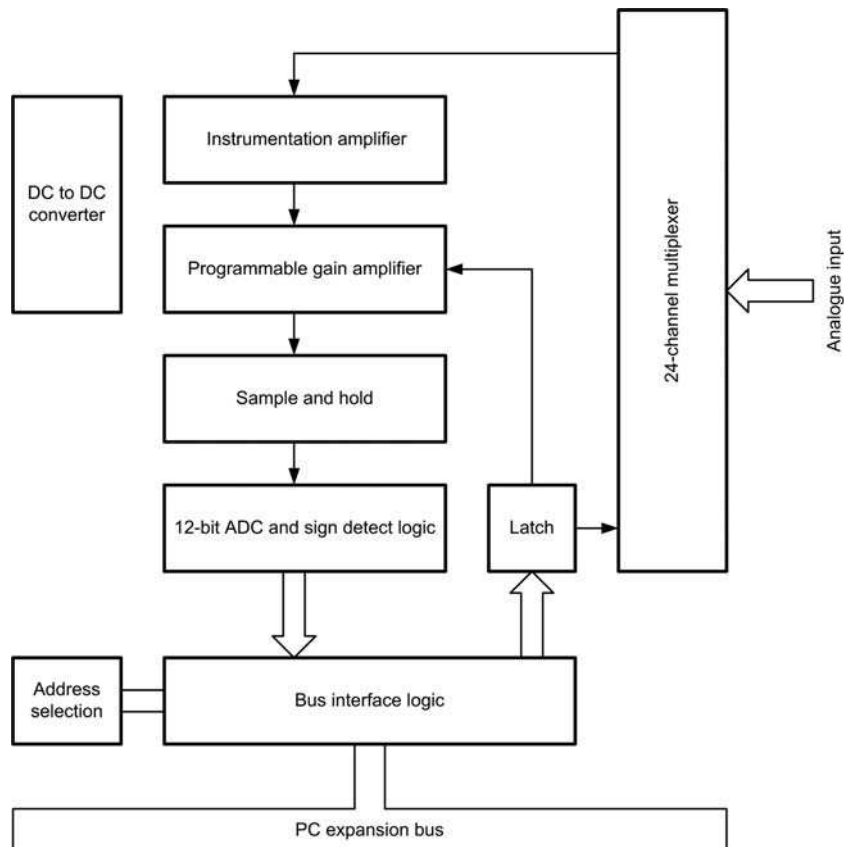 Instrumentation amplifier
DC to DC
converter
Programmable gain amplifier
24-channel multiplexer
Analogue input
Sample and hold
12-bit ADC and sign detect logic
Latch
Address
selection
Bus interface logic
PC expansion bus